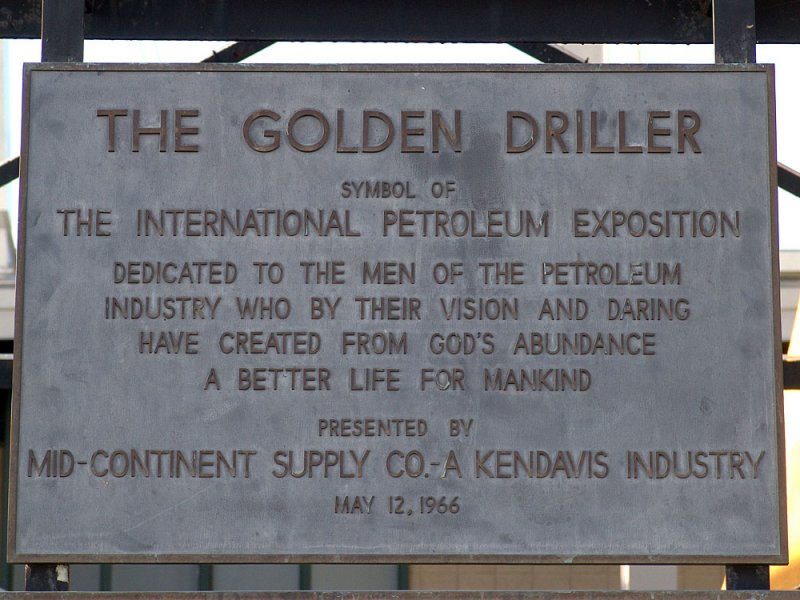 THE GOLDEN DRILLER
SYMBOL OF
THE INTERNATIONAL PETROLEUM EXPOSITION
DEDICATED TO THE MEN OF THE PETROLEUM
INDUSTRY WHO BY THEIR VISION AND DARING
HAVE CREATED FROM GOD'S ABUNDANCE
A BETTER LIFE FOR MANKIND
PRESENTED BY
MID-CONTINENT SUPPLY CO.-A KENDAVIS INDUSTRY
MAY 12, 1966